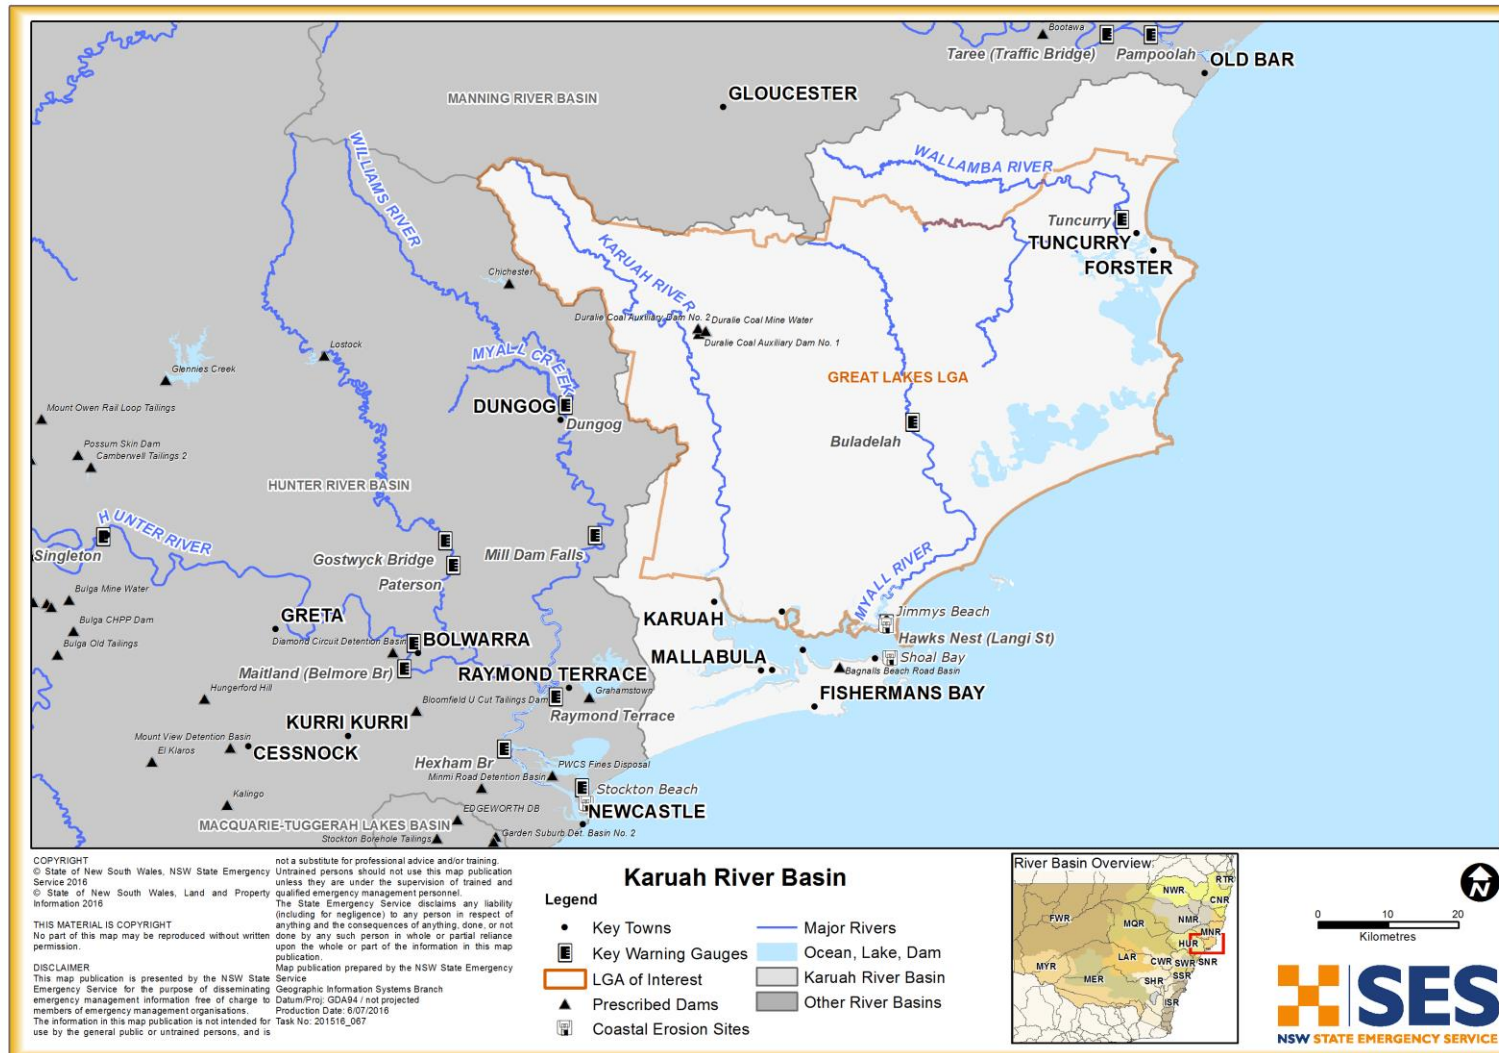 Bootawa
Taree (Traffic Bridge)
Pampoolah
OLD BAR
GLOUCESTER
MANNING RIVER BASIN
WILLIAMS RIVER
WALLAMBA RIVER
Tuncurry
TUNCURRY
FORSTER
KARUAH RIVER
Chichester
Duralie Coal Auxiliary Dam No. 2
Duralie Coal Mine Water
Duralie Coal Auxiliary Dam No. 1
Lostock
MYALL CREEK
Glennies Creek
GREAT LAKES LGA
Mount Owen Rail Loop Tailings
DUNGOG
Dungog
Buladelah
Possum Skin Dam
Camberwell Tailings 2
HUNTER RIVER BASIN
HUNTER RIVER
Singleton
Gostwyck Bridge
Mill Dam Falls
Paterson
MYALL RIVER
Bulga Mine Water
Bulga CHPP Dam
Bulga Old Tailings
GRETA
Diamond Circuit Detention Basin
BOLWARRA
KARUAH
Jimmys Beach
Hawks Nest (Langi St)
MALLABULA
Shoal Bay
Bagnalls Beach Road Basin
Maitland (Belmore Br)
RAYMOND TERRACE
Grahamstown
FISHERMANS BAY
Hungerford Hill
Bloomfield U Cut Tailings Dam
Raymond Terrace
KURRI KURRI
Mount View Detention Basin
El Klaros
CESSNOCK
Hexham Br
PWCS Fines Disposal
Minmi Road Detention Basin
Stockton Beach
Kalingo
EDGEWORTH DB
NEWCASTLE
MACQUARIE-TUGGERAH LAKES BASIN
Stockton Borehole Tailings
Garden Suburb Det. Basin No. 2
COPYRIGHT
© State of New South Wales, NSW State Emergency
Service 2016
© State of New South Wales, Land and Property
Information 2016
THIS MATERIAL IS COPYRIGHT
No part of this map may be reproduced without written
permission.
DISCLAIMER
This map publication is presented by the NSW State
Emergency Service for the purpose of disseminating
emergency management information free of charge to
members of emergency management organisations.
The information in this map publication is not intended for
use by the general public or untrained persons, and is
not a substitute for professional advice and/or training.
Untrained persons should not use this map publication
unless they are under the supervision of trained and
qualified emergency management personnel.
The State Emergency Service disclaims any liability
(including for negligence) to any person in respect of
anything and the consequences of anything, done, or not
done by any such person in whole or partial reliance
upon the whole or part of the information in this map
publication.
Map publication prepared by the NSW State Emergency
Service
Geographic Information Systems Branch
Datum/Proj: GDA94 / not projected
Production Date: 6/07/2016
Task No: 201516_067
Karuah River Basin
Legend
Key Towns
Key Warning Gauges
LGA of Interest
Prescribed Dams
Coastal Erosion Sites
Major Rivers
Ocean, Lake, Dam
Karuah River Basin
Other River Basins
River Basin Overview
RTR
NWR
CNR
FWR
MQR
NMR
MNR
HUR
LAR
CWR
SWR
SNR
MYR
MER
SHR
SSR
ISR
N
0 10 20
Kilometres
SES
NSW STATE EMERGENCY SERVICE